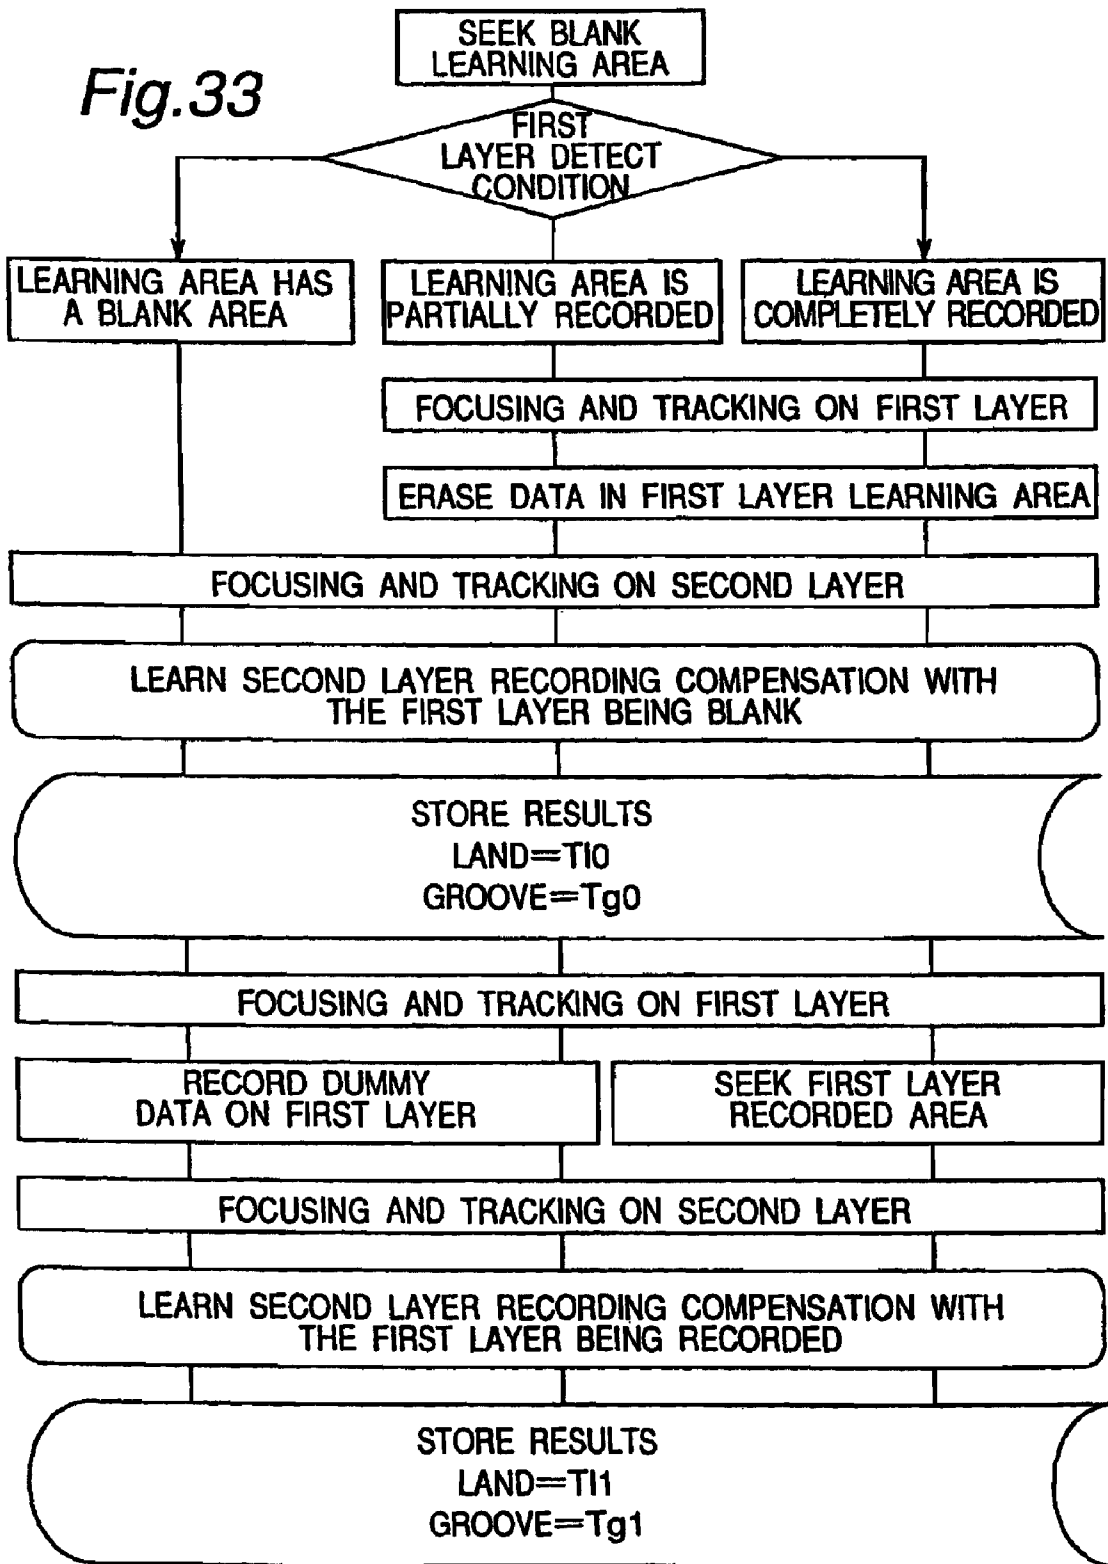 Fig.33
SEEK BLANK
LEARNING AREA
FIRST
LAYER DETECT
CONDITION
LEARNING AREA HAS
A BLANK AREA
LEARNING AREA IS
PARTIALLY RECORDED
LEARNING AREA IS
COMPLETELY RECORDED
FOCUSING AND TRACKING ON FIRST LAYER
ERASE DATA IN FIRST LAYER LEARNING AREA
FOCUSING AND TRACKING ON SECOND LAYER
LEARN SECOND LAYER RECORDING COMPENSATION WITH
THE FIRST LAYER BEING BLANK
STORE RESULTS
LAND=Tl0
GROOVE=Tg0
FOCUSING AND TRACKING ON FIRST LAYER
RECORD DUMMY
DATA ON FIRST LAYER
SEEK FIRST LAYER
RECORDED AREA
FOCUSING AND TRACKING ON SECOND LAYER
LEARN SECOND LAYER RECORDING COMPENSATION WITH
THE FIRST LAYER BEING RECORDED
STORE RESULTS
LAND=Tl1
GROOVE=Tg1